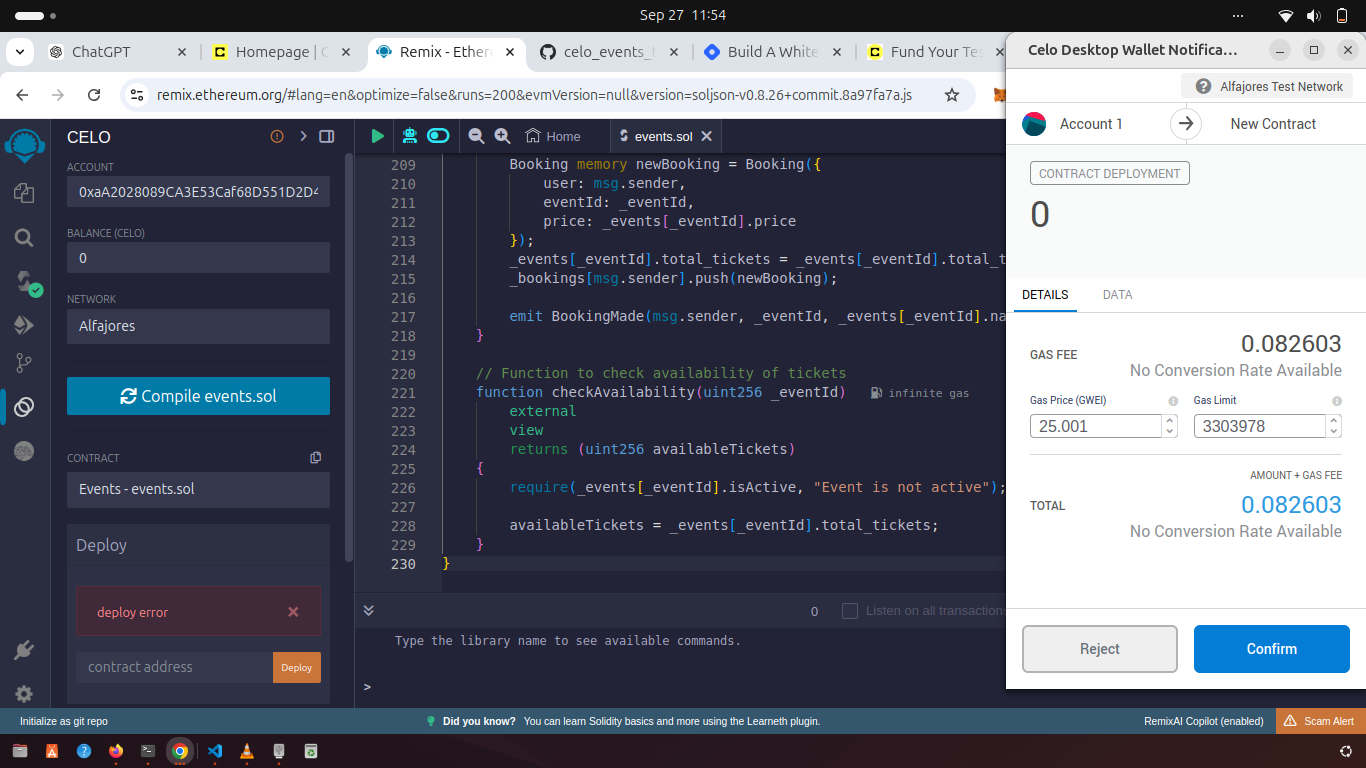 Sep 27 11:54
ChatGPT
Homepage | C
Remix - Ether
celo_events_
Build A White
Fund Your Tes
remix.ethereum.org/#lang=en&optimize=false&runs=200&evmVersion=null&version=soljson-v0.8.26+commit.8a97fa7a.js
CELO
ACCOUNT
0xaA2028089CA3E53Caf68D551D2D4
BALANCE (CELO)
0
NETWORK
Alfajores
Compile events.sol
CONTRACT
Events - events.sol
Deploy
deploy error
contract address
Deploy
Home
events.sol
209 Booking memory newBooking = Booking({
210 user: msg.sender,
211 eventId: _eventId,
212 price: _events[_eventId].price
213 });
214 _events[_eventId].total_tickets = _events[_eventId].total_t
215 _bookings[msg.sender].push(newBooking);
216
217 emit BookingMade(msg.sender, _eventId, _events[_eventId].na
218 }
219
220 // Function to check availability of tickets
221 function checkAvailability(uint256 _eventId) infinite gas
222 external
223 view
224 returns (uint256 availableTickets)
225 {
226 require(_events[_eventId].isActive, "Event is not active");
227
228 availableTickets = _events[_eventId].total_tickets;
229 }
230 }
0 Listen on all transactions
Type the library name to see available commands.
>
Celo Desktop Wallet Notifica...
Alfajores Test Network
Account 1
New Contract
CONTRACT DEPLOYMENT
0
DETAILS
DATA
GAS FEE
0.082603
No Conversion Rate Available
Gas Price (GWEI)
Gas Limit
25.001
3303978
AMOUNT + GAS FEE
TOTAL
0.082603
No Conversion Rate Available
Reject
Confirm
Initialize as git repo
Did you know? You can learn Solidity basics and more using the Learneth plugin.
RemixAI Copilot (enabled)
Scam Alert